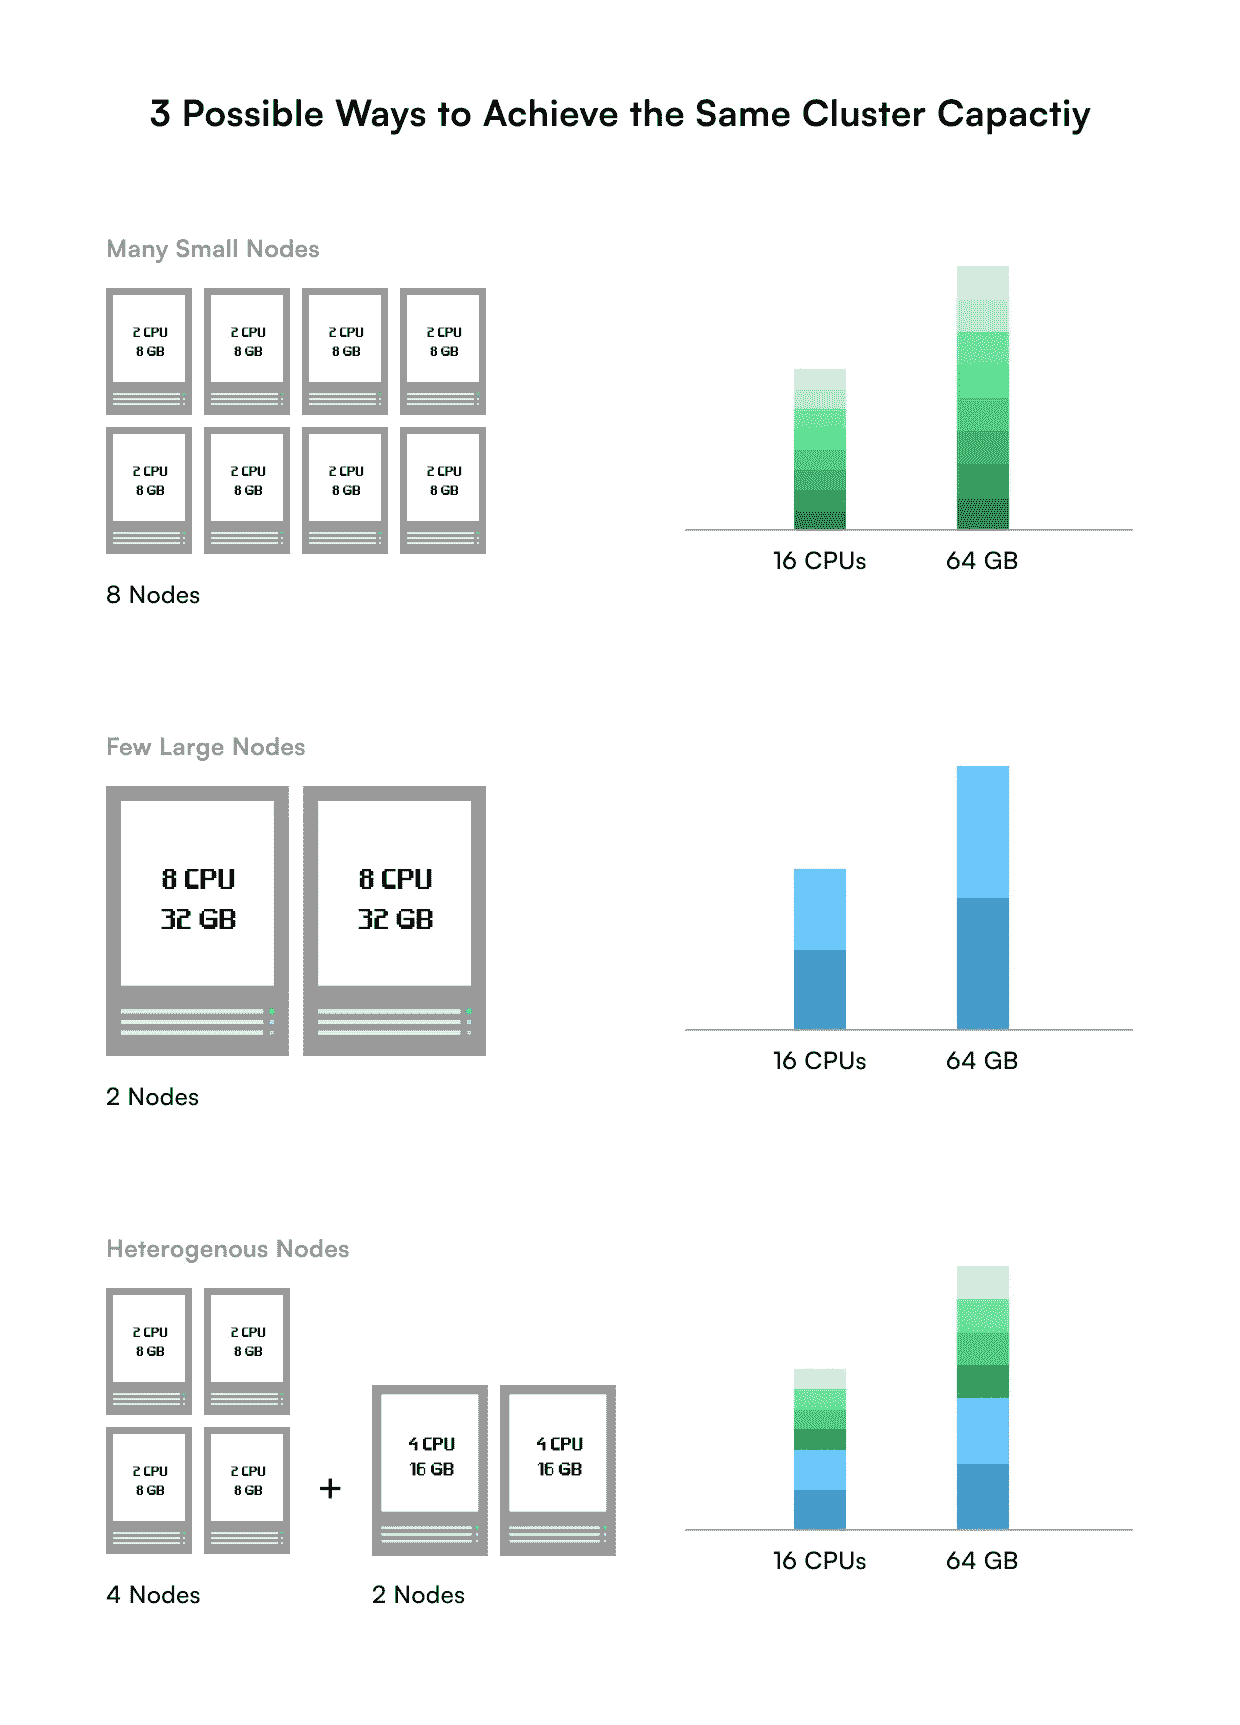 3 Possible Ways to Achieve the Same Cluster Capactiy
Many Small Nodes
2 CPU 2 CPU 2 CPU 2 CPU
8 GB 8 GB 8 GB 8 GB
2 CPU 2 CPU 2 CPU 2 CPU
8 GB 8 GB 8 GB 8 GB
8 Nodes
16 CPUs 64 GB
Few Large Nodes
8 CPU 8 CPU
32 GB 32 GB
2 Nodes
16 CPUs 64 GB
Heterogenous Nodes
2 CPU 2 CPU
8 GB 8 GB
2 CPU 2 CPU
8 GB 8 GB
4 Nodes
+
4 CPU 4 CPU
16 GB 16 GB
2 Nodes
16 CPUs 64 GB